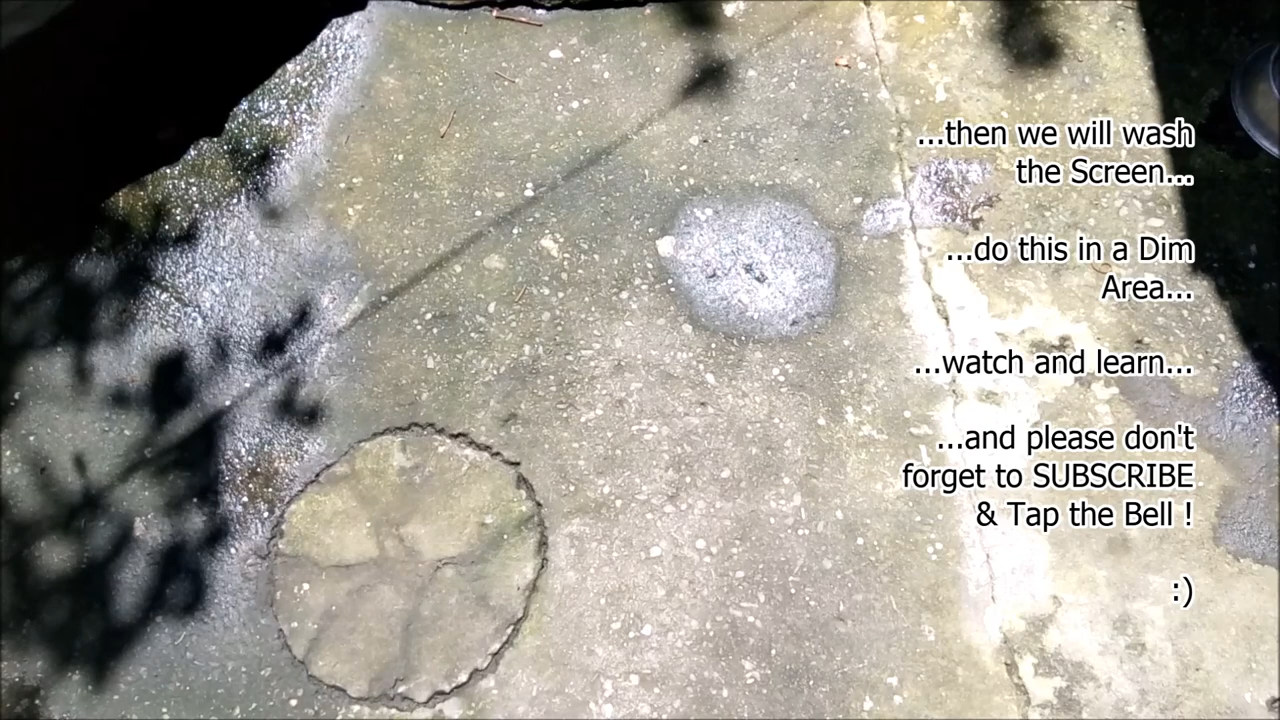 ...then we will wash
the Screen...
...do this in a Dim
Area...
...watch and learn...
...and please don't
forget to SUBSCRIBE
& Tap the Bell !
:)